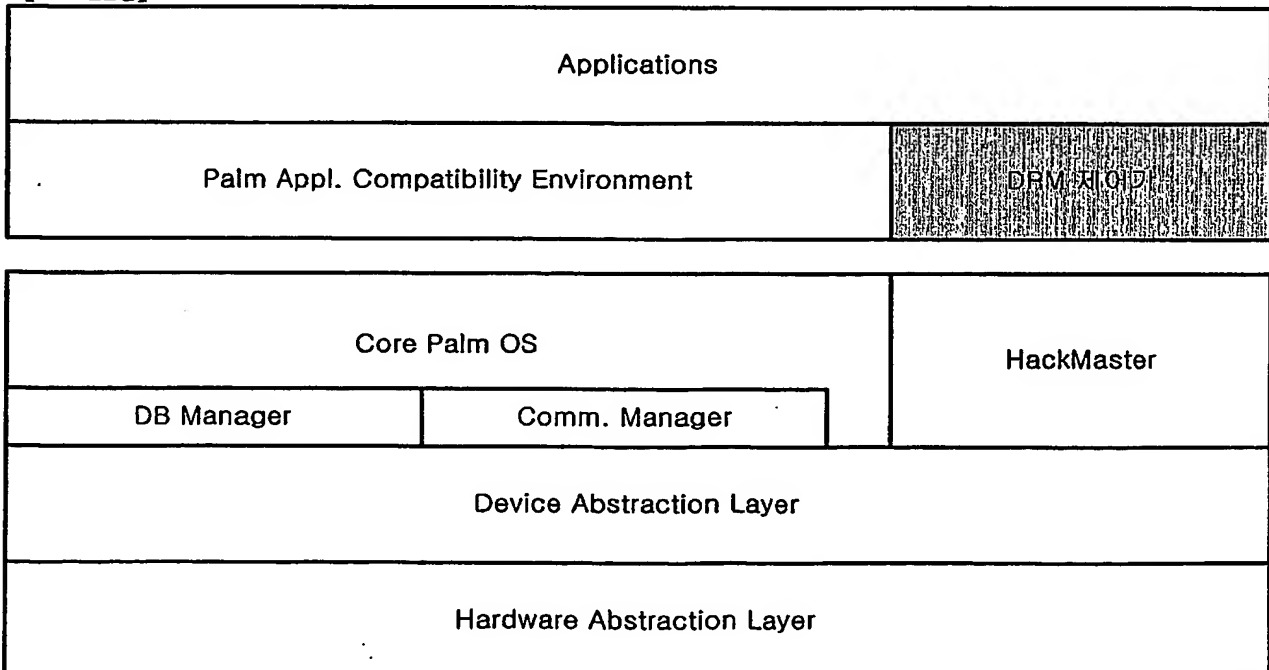 Applications
Palm Appl. Compatibility Environment
DRM 제어기
Core Palm OS
HackMaster
DB Manager
Comm. Manager
Device Abstraction Layer
Hardware Abstraction Layer